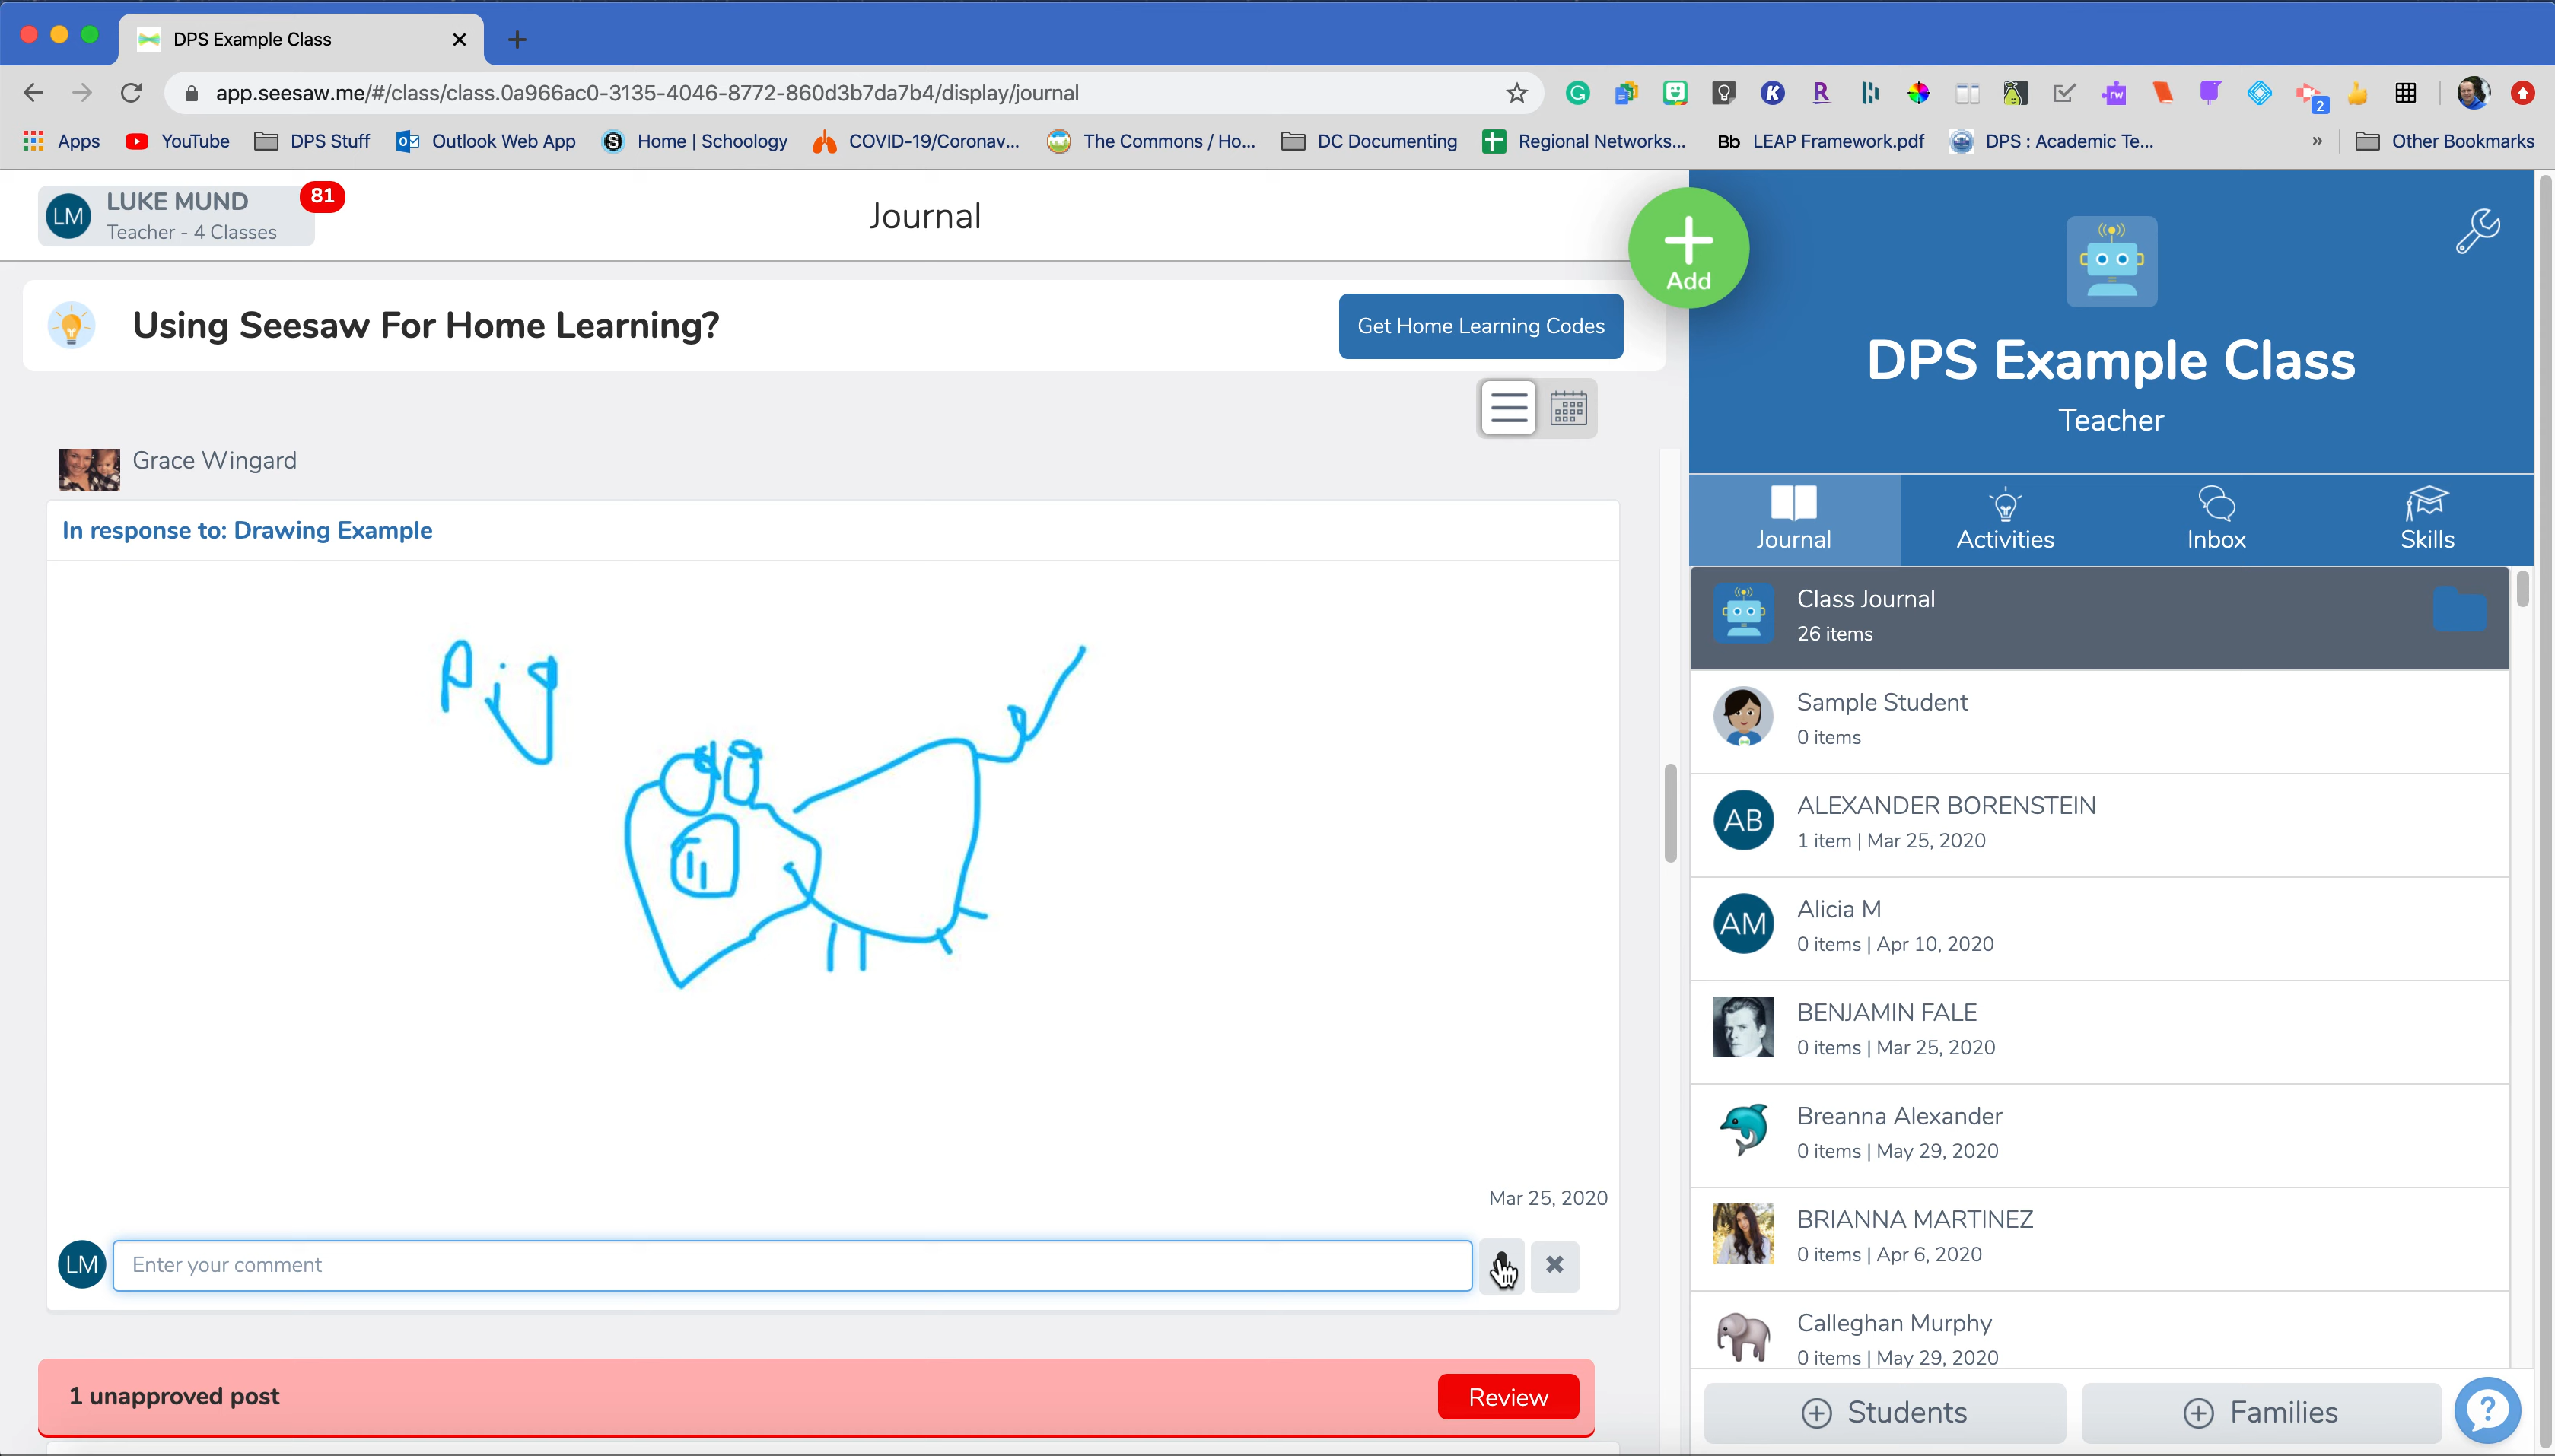 DPS Example Class
app.seesaw.me/#/class/class.0a966ac0-3135-4046-8772-860d3b7da7b4/display/journal
2
Apps
YouTube
DPS Stuff
Outlook Web App
Home | Schoology
COVID-19/Coronav...
The Commons / Ho...
DC Documenting
Regional Networks...
Bb LEAP Framework.pdf
DPS : Academic Te...
»
Other Bookmarks
LM
LUKE MUND
Teacher - 4 Classes
81
Journal
Add
Using Seesaw For Home Learning?
Get Home Learning Codes
Grace Wingard
In response to: Drawing Example
Pig
Mar 25, 2020
LM
Enter your comment
1 unapproved post
Review
DPS Example Class
Teacher
Journal
Activities
Inbox
Skills
Class Journal
26 items
Sample Student
0 items
AB
ALEXANDER BORENSTEIN
1 item | Mar 25, 2020
AM
Alicia M
0 items | Apr 10, 2020
BENJAMIN FALE
0 items | Mar 25, 2020
Breanna Alexander
0 items | May 29, 2020
BRIANNA MARTINEZ
0 items | Apr 6, 2020
Calleghan Murphy
0 items | May 29, 2020
Students
Families
?